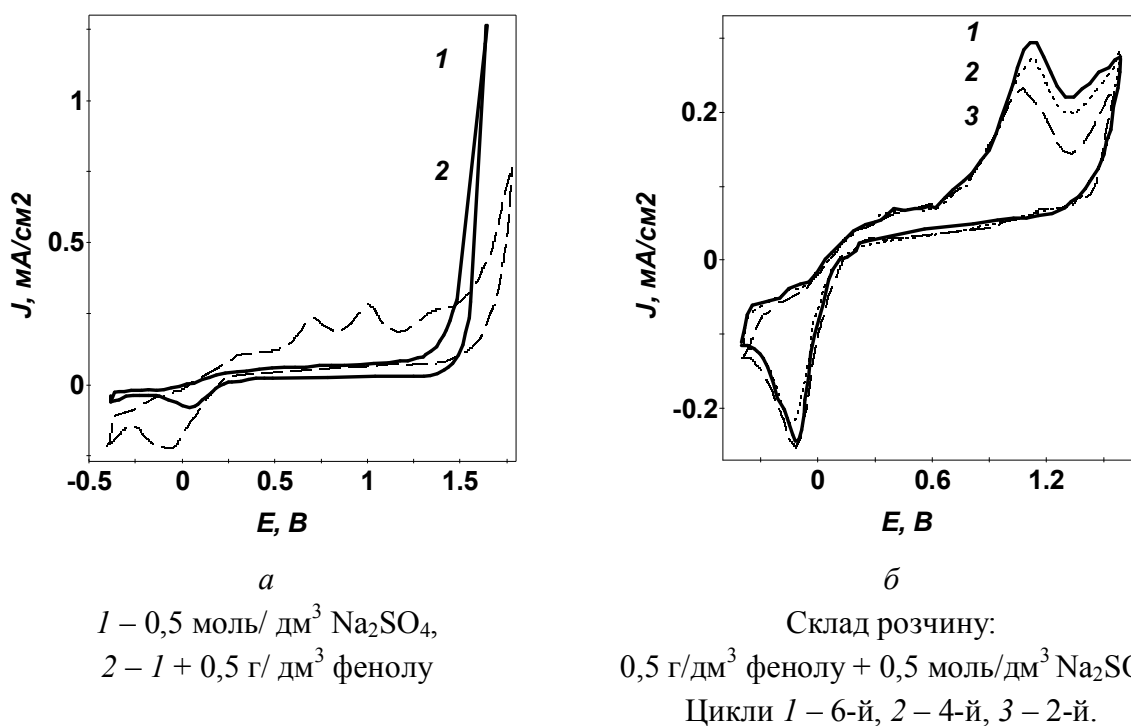 1
2
1
0.5
0
-0.5
0
0.5
1
1.5
J, мА/см2
E, В
а
1 – 0,5 моль/ дм³ Na₂SO₄,
2 – 1 + 0,5 г/ дм³ фенолу
1
2
3
0.2
0
-0.2
0
0.6
1.2
J, мА/см2
E, В
б
Склад розчину:
0,5 г/дм³ фенолу + 0,5 моль/дм³ Na₂SO
Цикли 1 – 6-й, 2 – 4-й, 3 – 2-й.